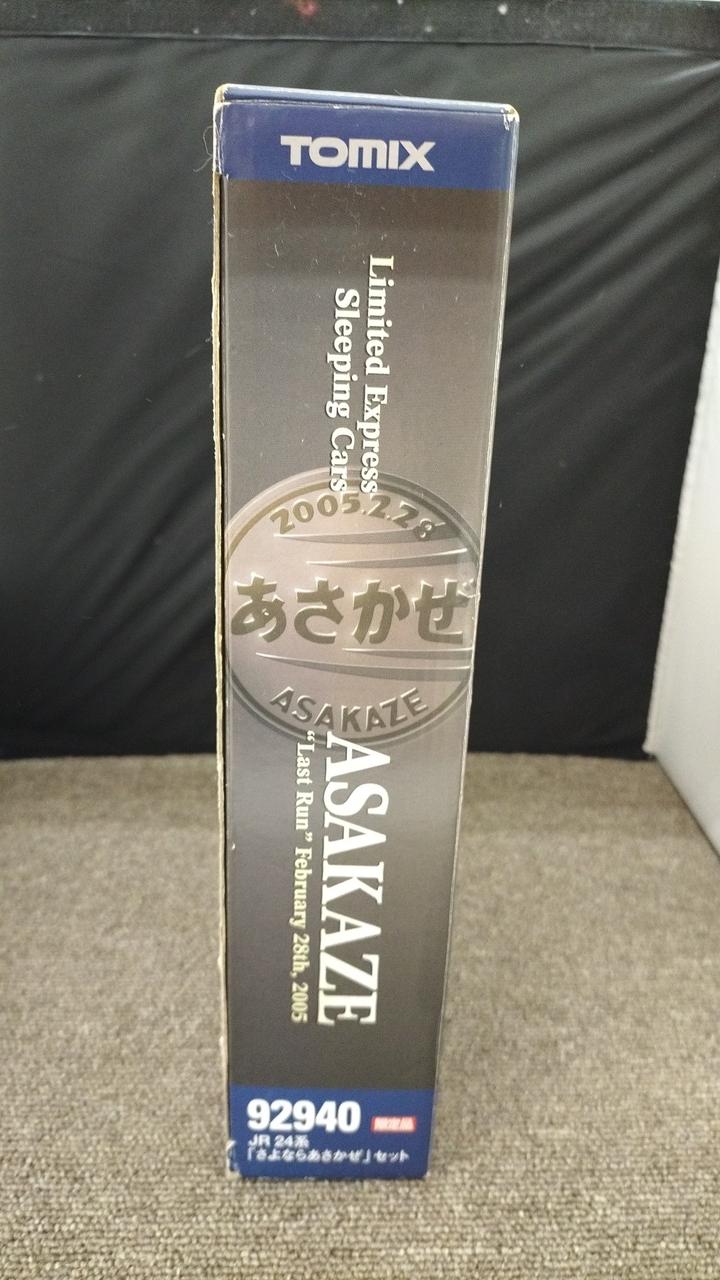 TOMIX
Limited Express
Sleeping Cars
2005.2.28
あさかぜ
ASAKAZE
ASAKAZE
“Last Run” February 28th, 2005
92940 限定品
JR 24系
「さよならあさかぜ」セット